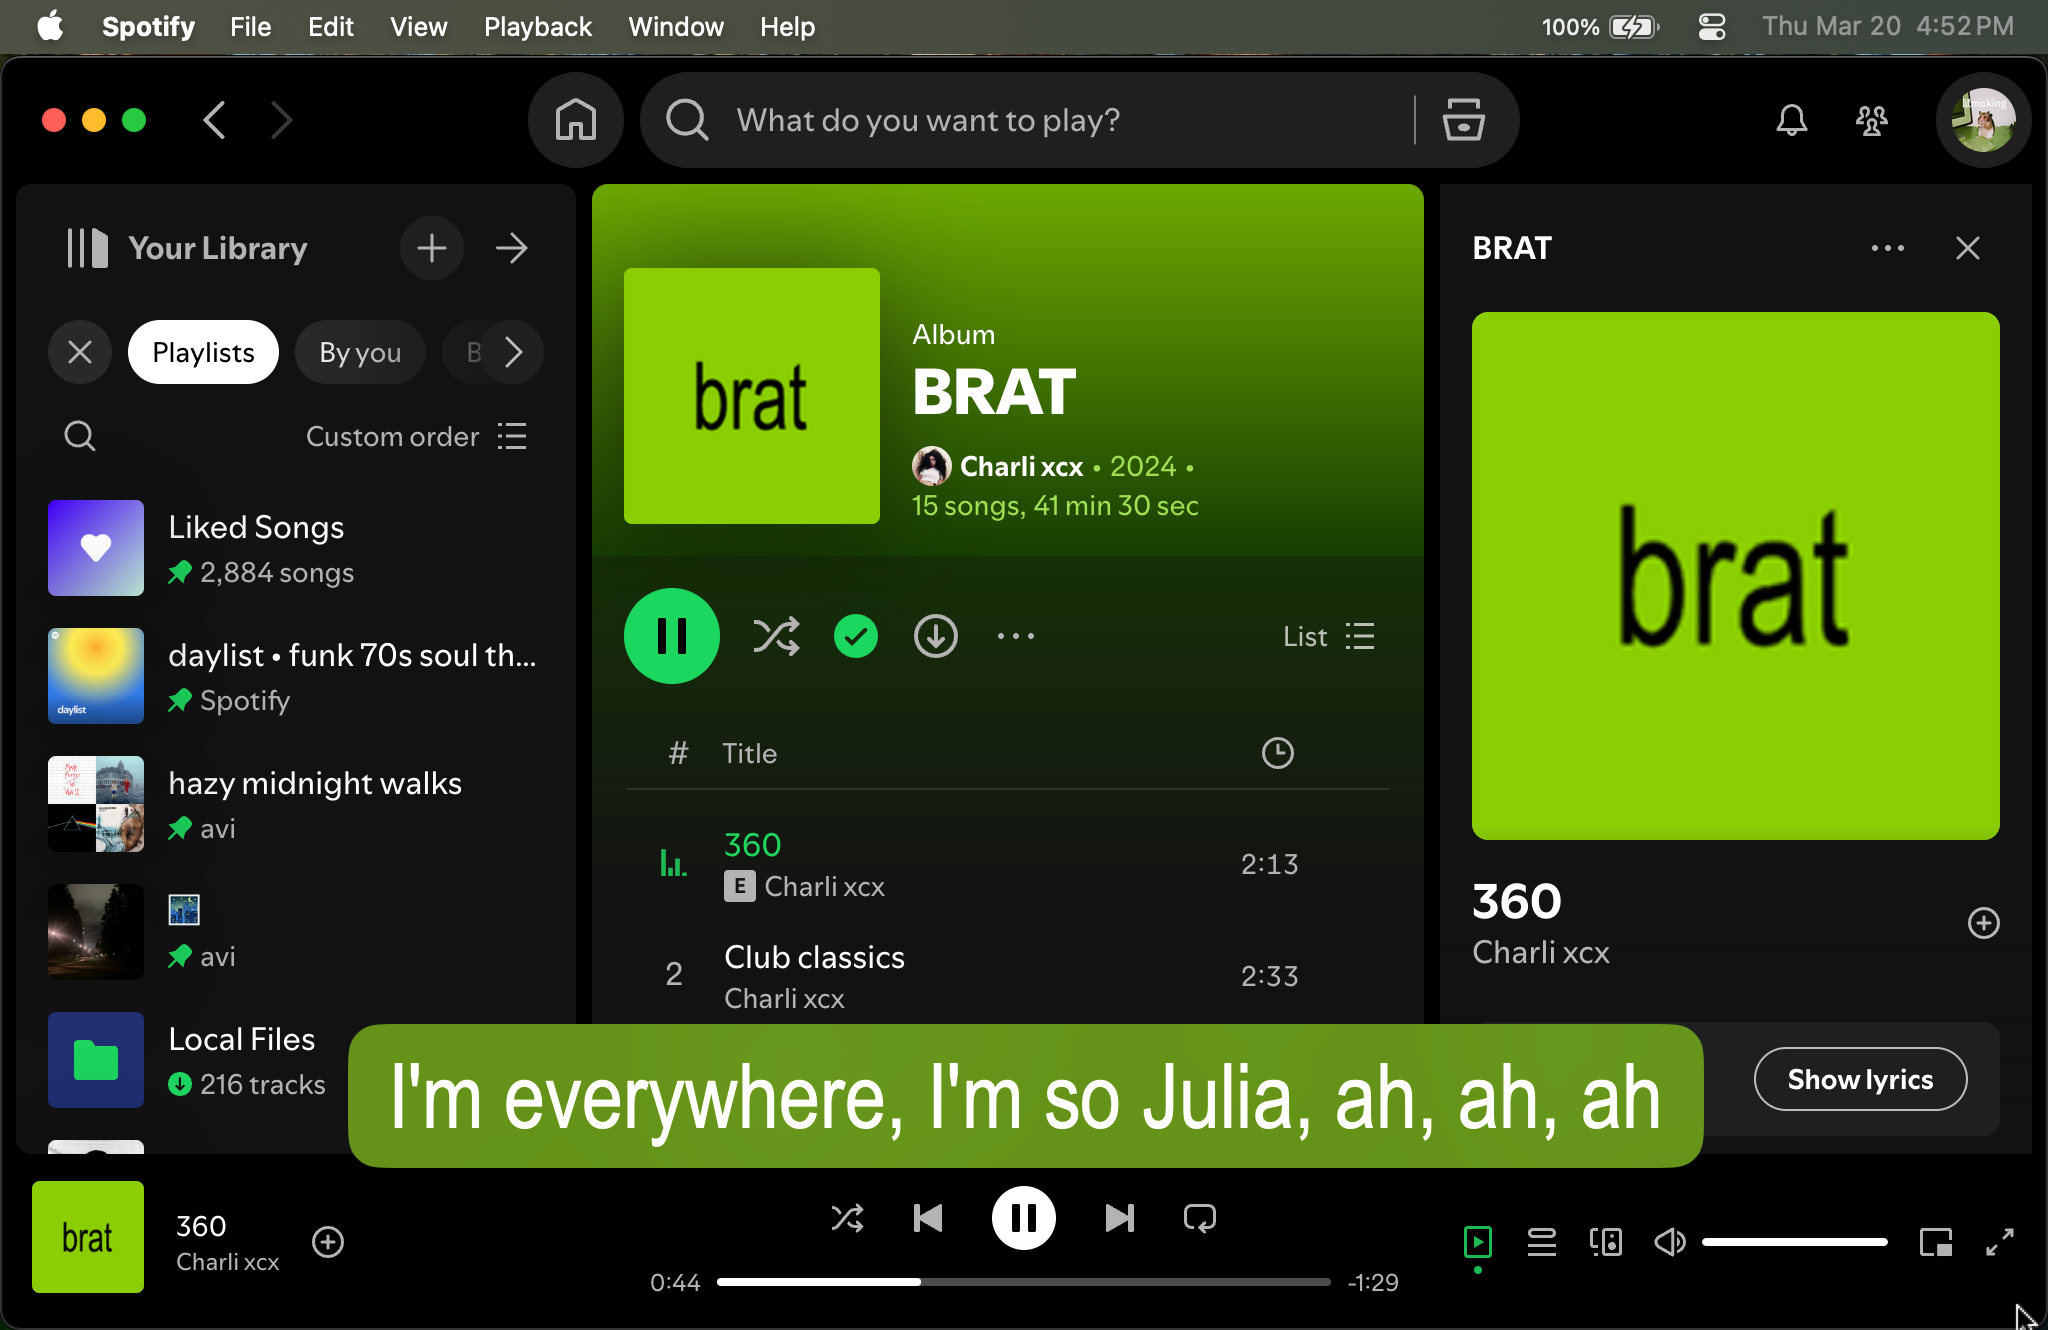 Spotify File Edit View Playback Window Help 100% Thu Mar 20 4:52 PM
What do you want to play?
Your Library
Playlists By you B
Custom order
Liked Songs
2,884 songs
daylist • funk 70s soul th...
Spotify
daylist
hazy midnight walks
avi
avi
Local Files
216 tracks
brat
Album
BRAT
Charli xcx • 2024 •
15 songs, 41 min 30 sec
List
# Title
360
E Charli xcx
2:13
2 Club classics
Charli xcx
2:33
BRAT
brat
360
Charli xcx
Show lyrics
I'm everywhere, I'm so Julia, ah, ah, ah
brat
360
Charli xcx
0:44 -1:29